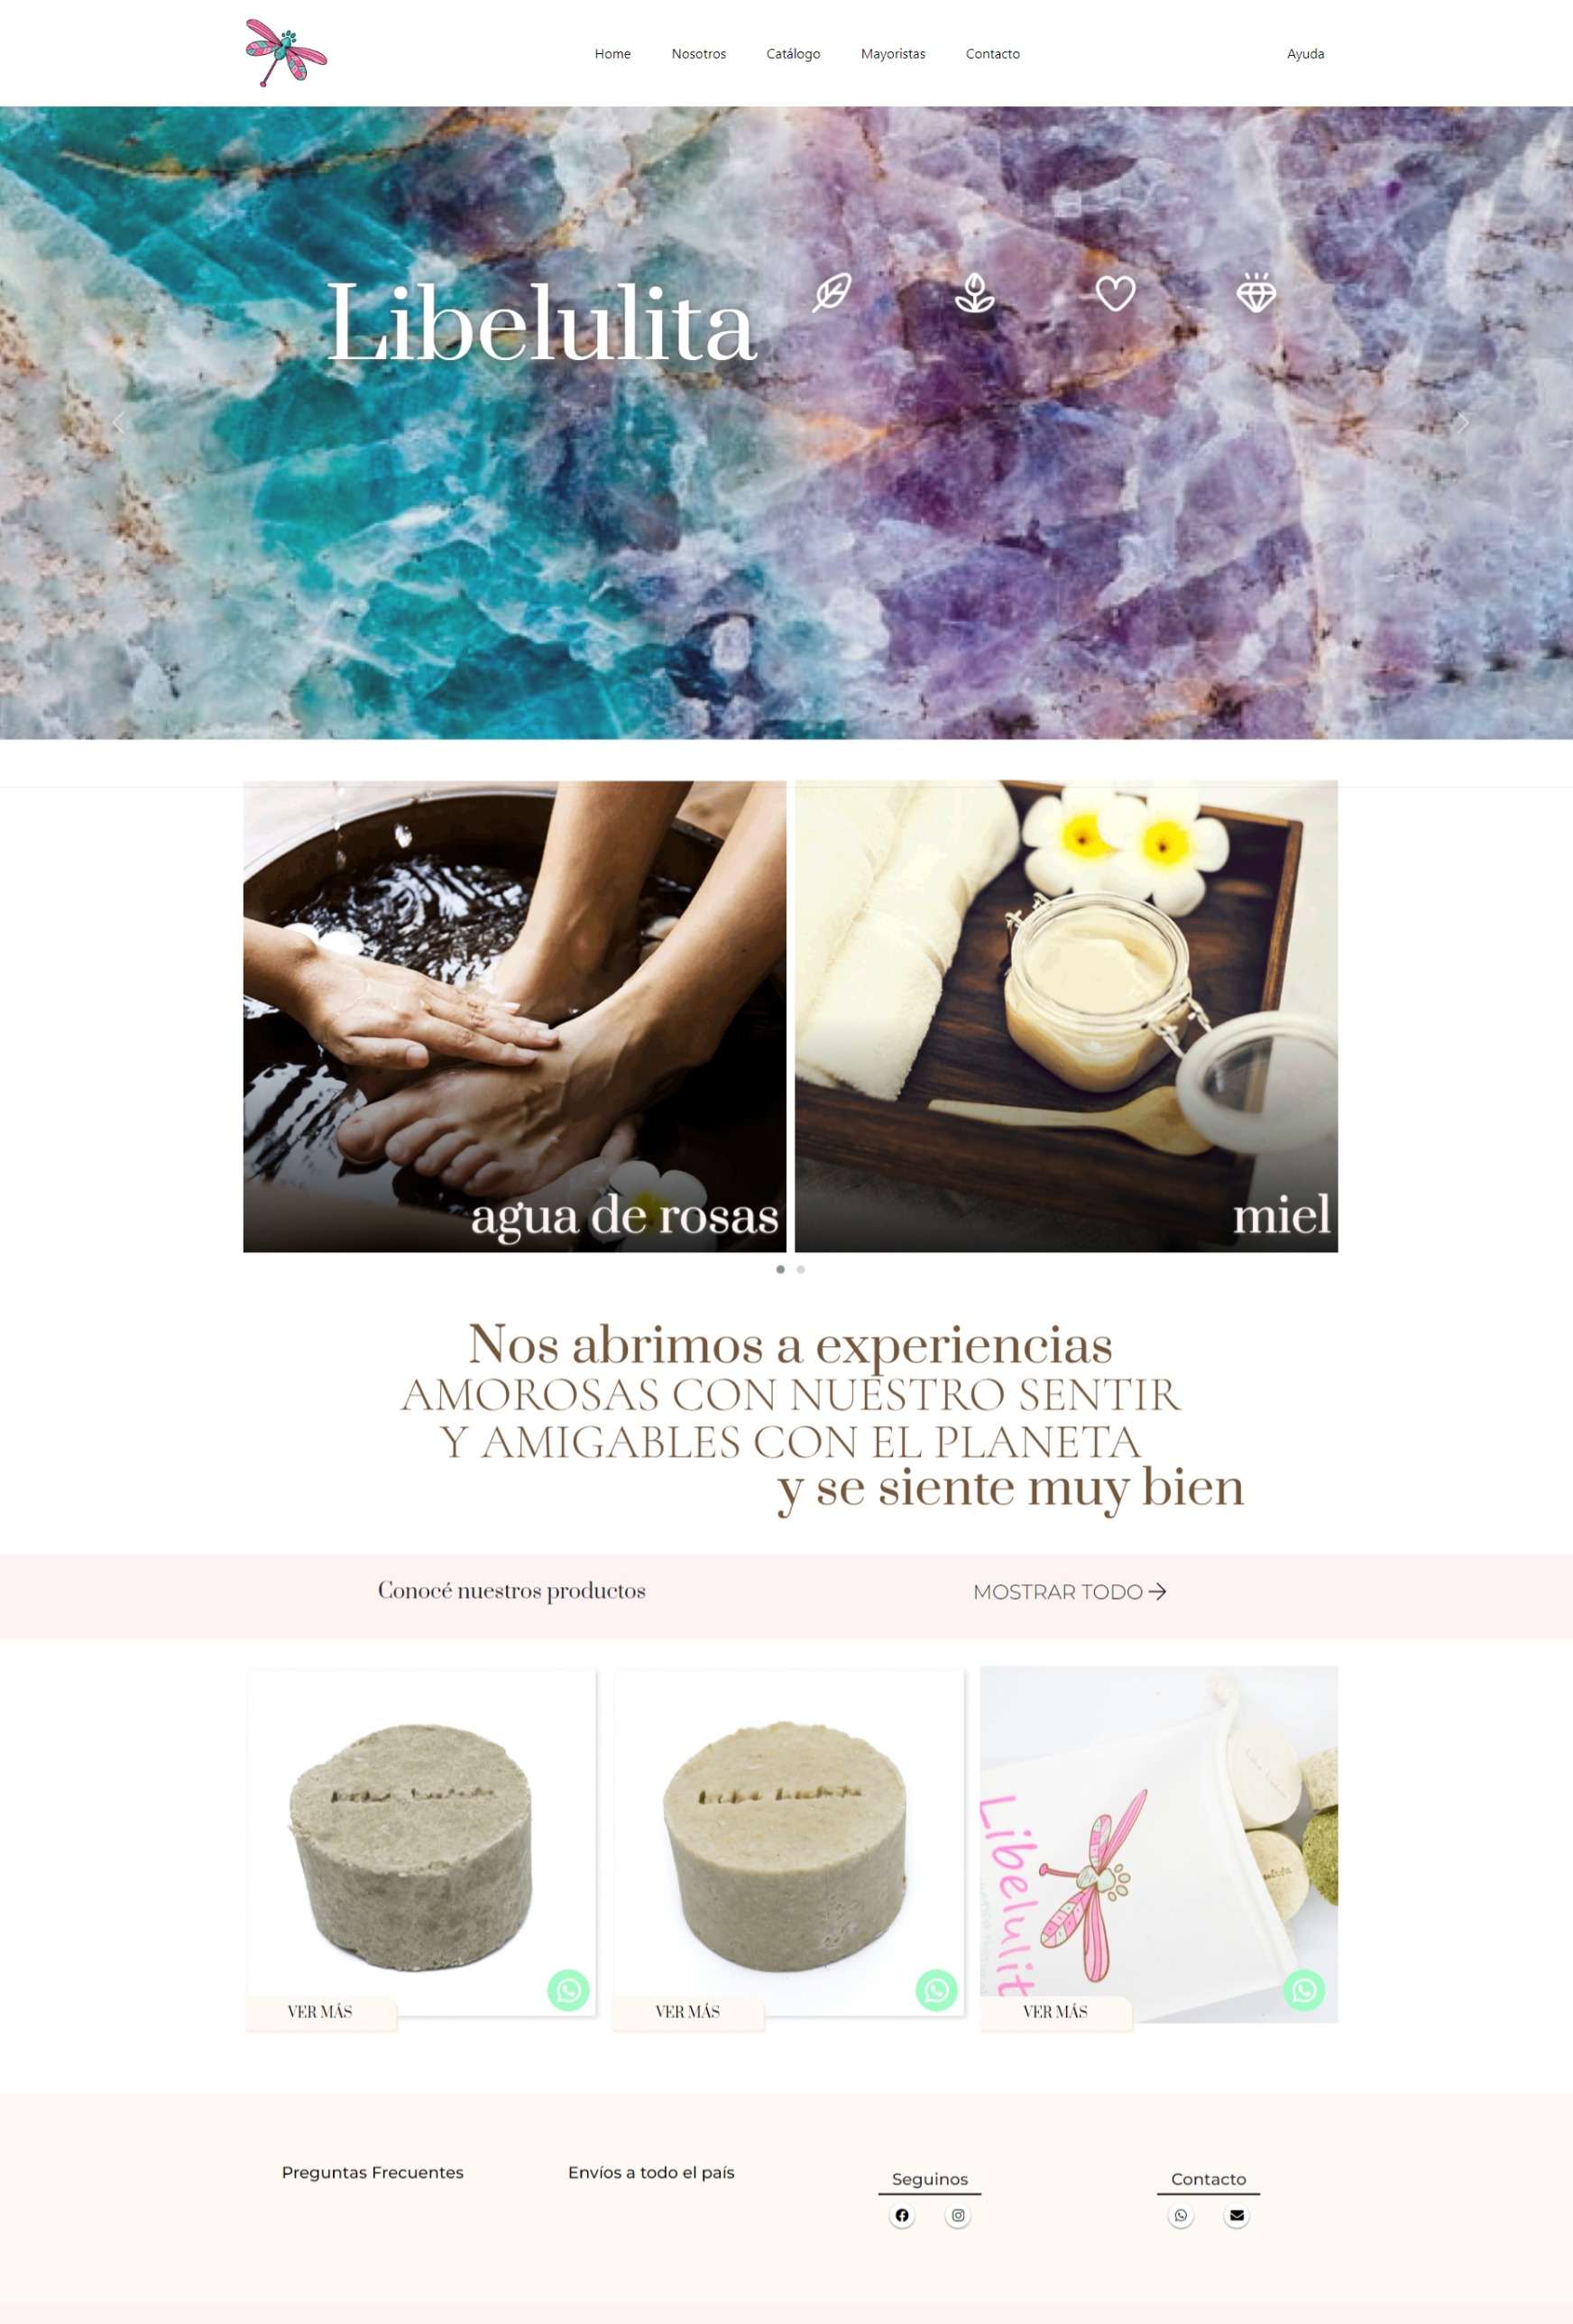 Home Nosotros Catálogo Mayoristas Contacto Ayuda
Libelulita
agua de rosas
miel
Nos abrimos a experiencias
AMOROSAS CON NUESTRO SENTIR
Y AMIGABLES CON EL PLANETA
y se siente muy bien
Conocé nuestros productos
MOSTRAR TODO
Libelulit
VER MÁS
VER MÁS
VER MÁS
Preguntas Frecuentes
Envíos a todo el país
Seguinos
Contacto